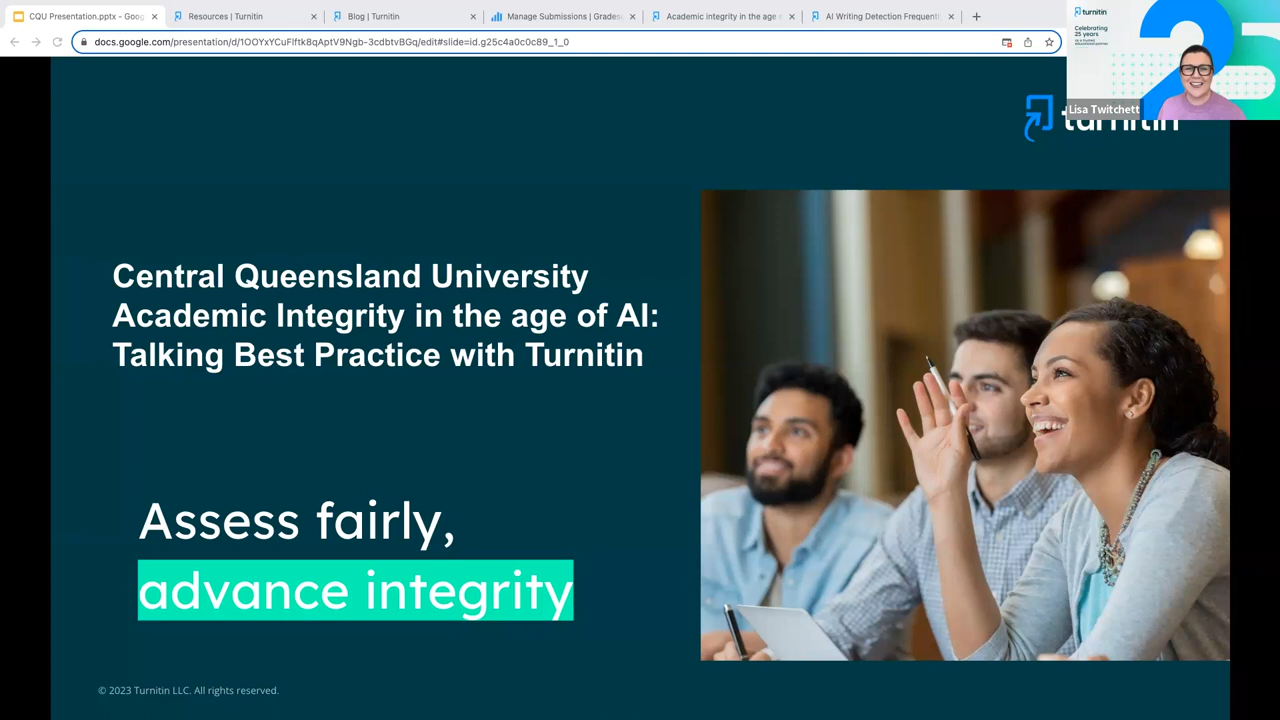 CQU Presentation.pptx - Goog
Resources | Turnitin
Blog | Turnitin
Manage Submissions | Grades
Academic integrity in the age
AI Writing Detection Frequent
docs.google.com/presentation/d/1OOYxYCuFlftk8qAptV9Ngb-3cdbtvBGq/edit#slide=id.g25c4a0c0c89_1_0
turnitin
Celebrating
25 years
Lisa Twitchett
turnitin
Central Queensland University
Academic Integrity in the age of AI:
Talking Best Practice with Turnitin
Assess fairly,
advance integrity
© 2023 Turnitin LLC. All rights reserved.